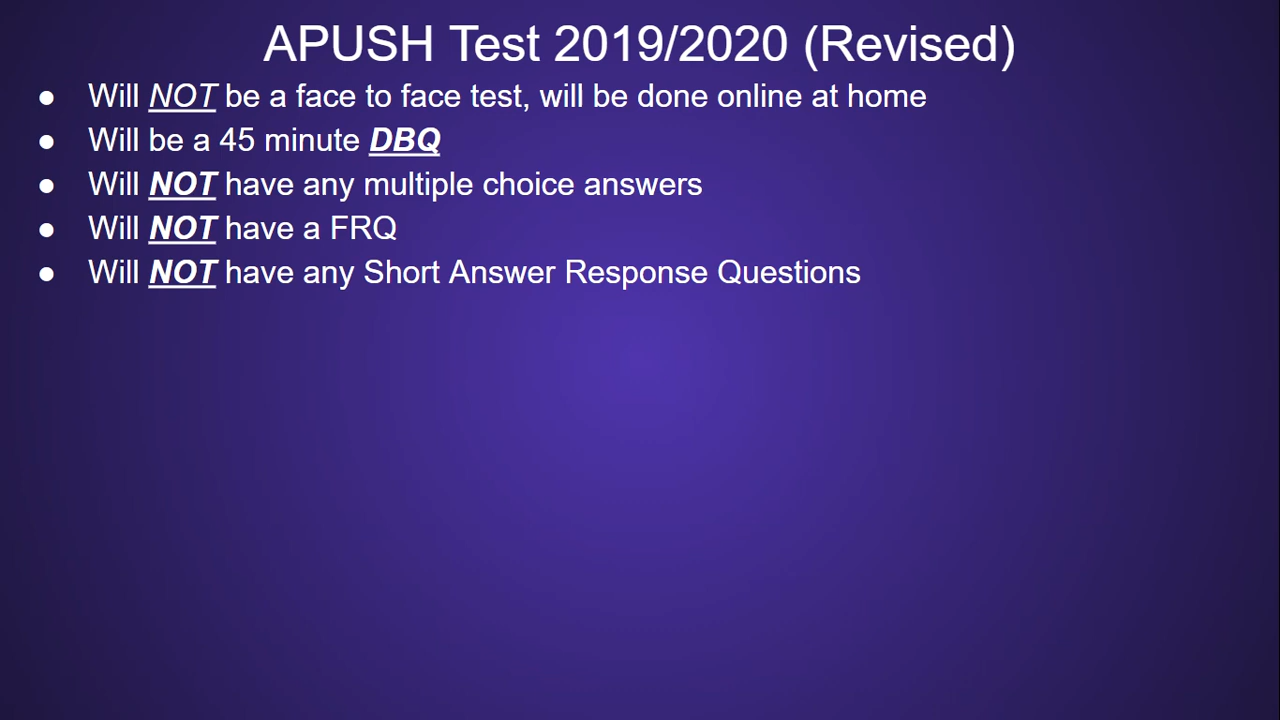 APUSH Test 2019/2020 (Revised)
● Will NOT be a face to face test, will be done online at home
● Will be a 45 minute DBQ
● Will NOT have any multiple choice answers
● Will NOT have a FRQ
● Will NOT have any Short Answer Response Questions